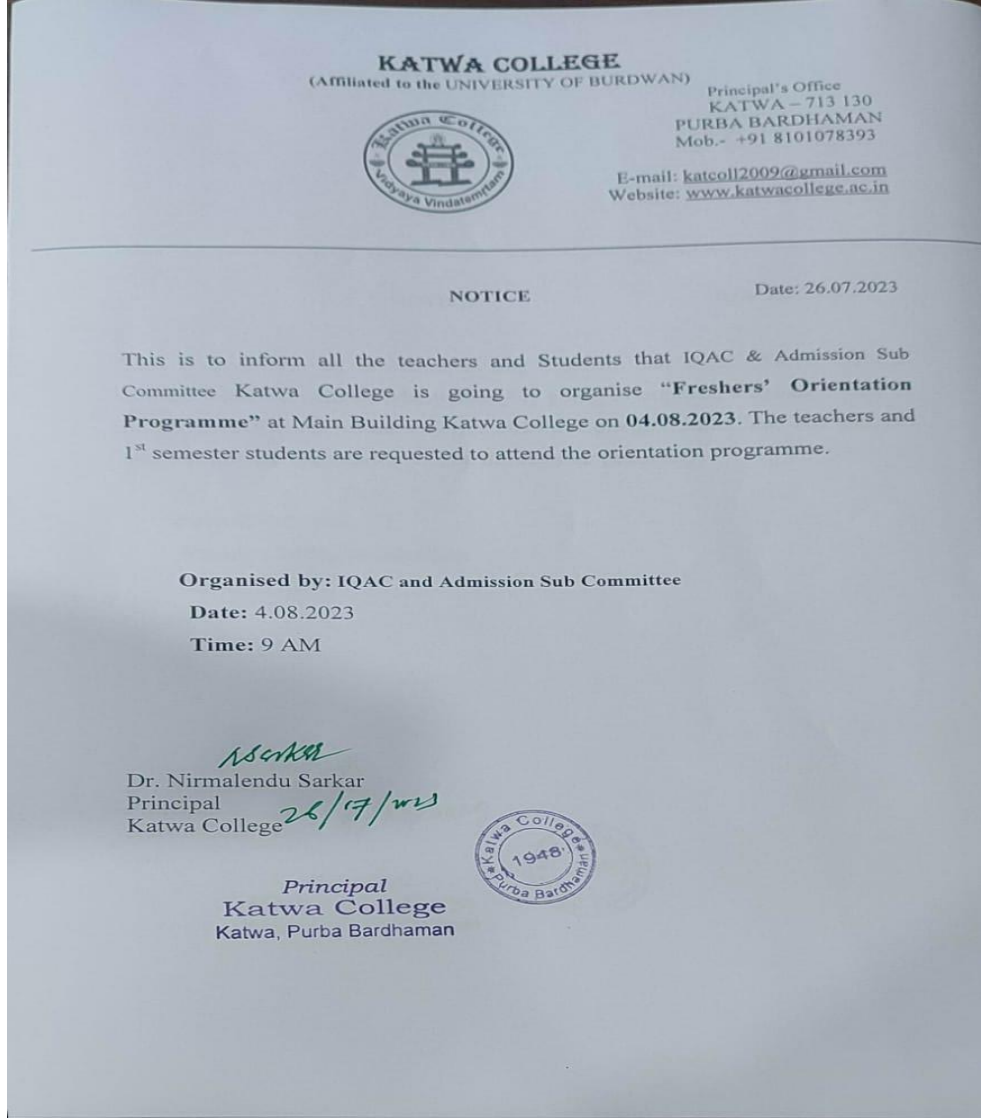 KATWA COLLEGE
(Affiliated to the UNIVERSITY OF BURDWAN)
Principal's Office
KATWA – 713 130
PURBA BARDHAMAN
Mob.- +91 8101078393
E-mail: katcoll2009@gmail.com
Website: www.katwacollege.ac.in
Katwa College
Vidyaya Vindatemrtam
NOTICE
Date: 26.07.2023
This is to inform all the teachers and Students that IQAC & Admission Sub
Committee Katwa College is going to organise “Freshers’ Orientation
Programme” at Main Building Katwa College on 04.08.2023. The teachers and
1st semester students are requested to attend the orientation programme.
Organised by: IQAC and Admission Sub Committee
Date: 4.08.2023
Time: 9 AM
NSarkar
Dr. Nirmalendu Sarkar
Principal
Katwa College
Katwa College
1948
Purba Bardhaman
Principal
Katwa College
Katwa, Purba Bardhaman